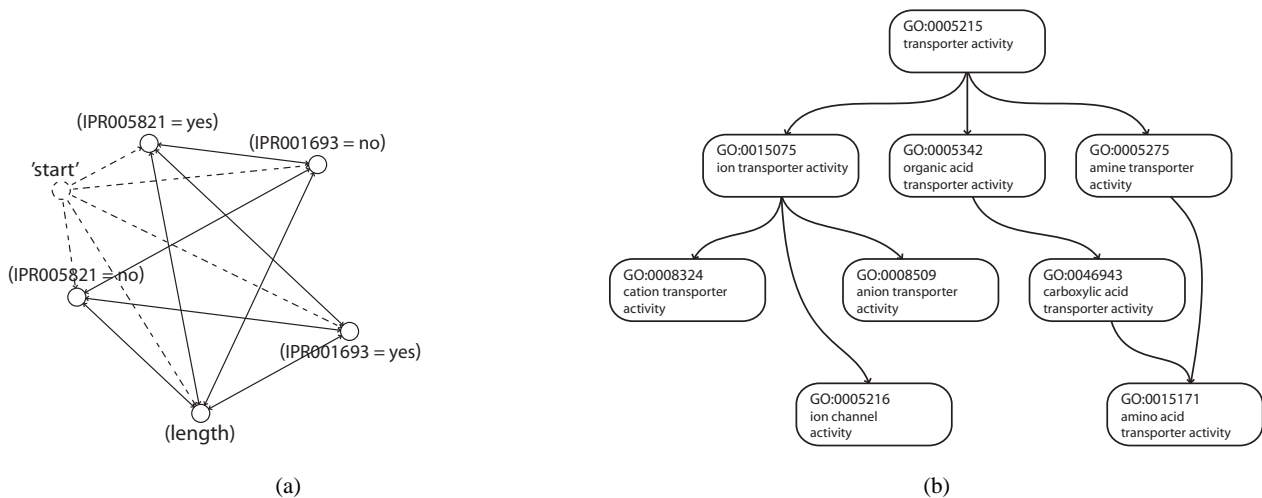 (IPR005821 = yes)
(IPR001693 = no)
'start'
(IPR005821 = no)
(IPR001693 = yes)
(length)
(a)
GO:0005215
transporter activity
GO:0015075
ion transporter activity
GO:0005342
organic acid
transporter activity
GO:0005275
amine transporter
activity
GO:0008324
cation transporter
activity
GO:0008509
anion transporter
activity
GO:0046943
carboxylic acid
transporter activity
GO:0005216
ion channel
activity
GO:0015171
amino acid
transporter activity
(b)